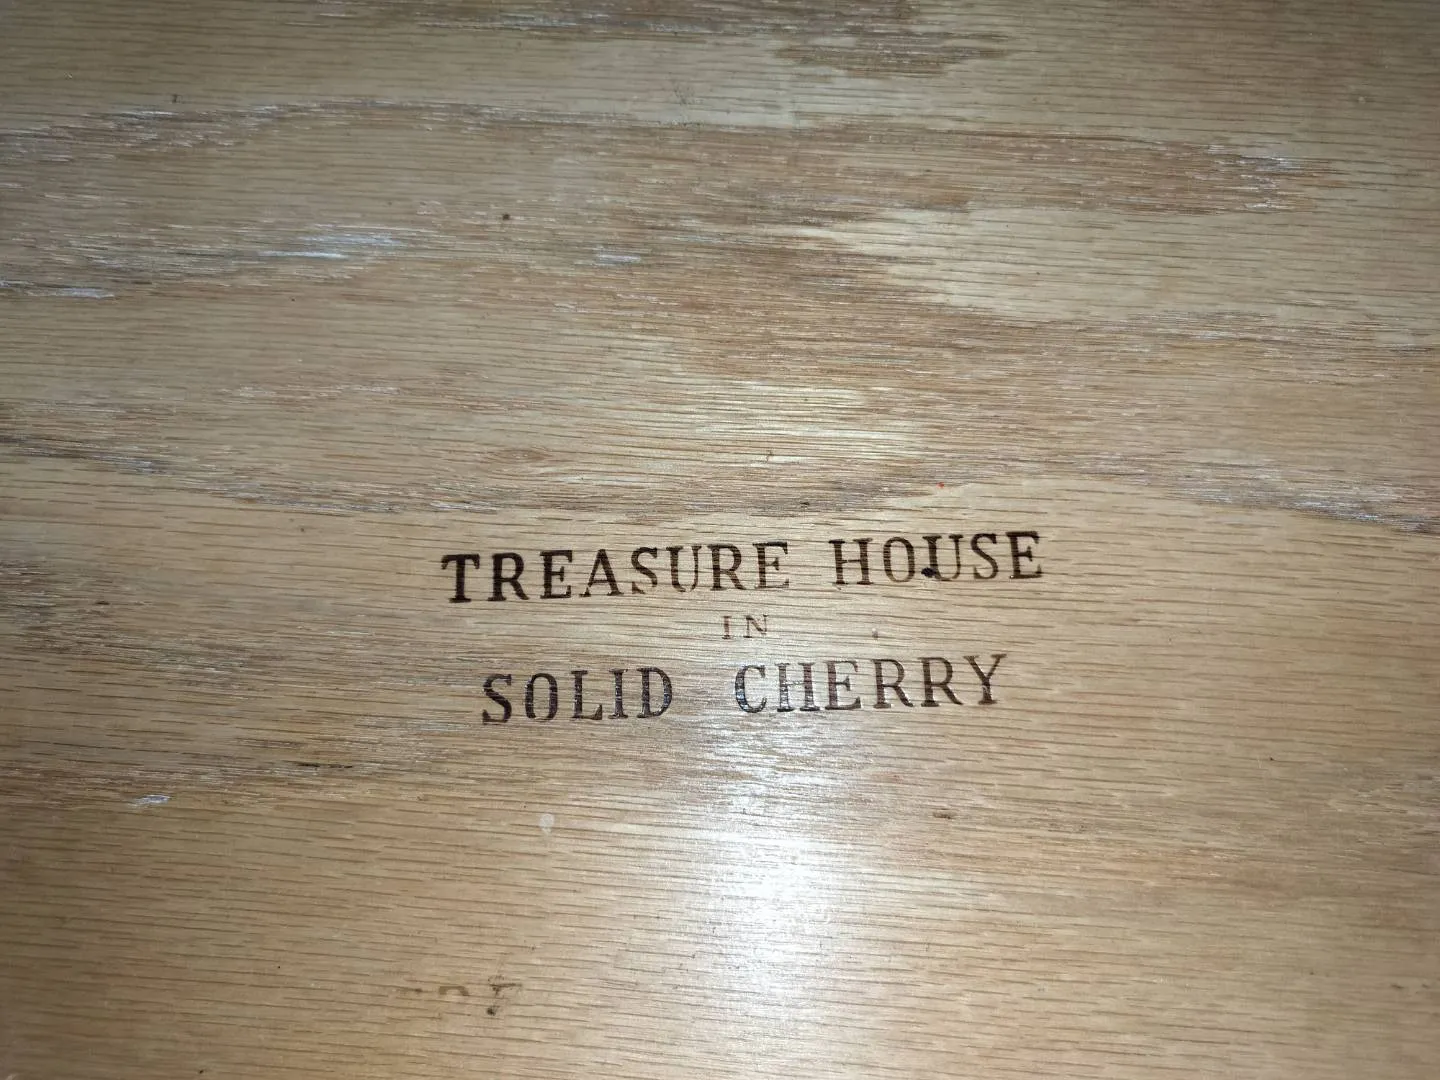 TREASURE HOUSE
IN
SOLID CHERRY